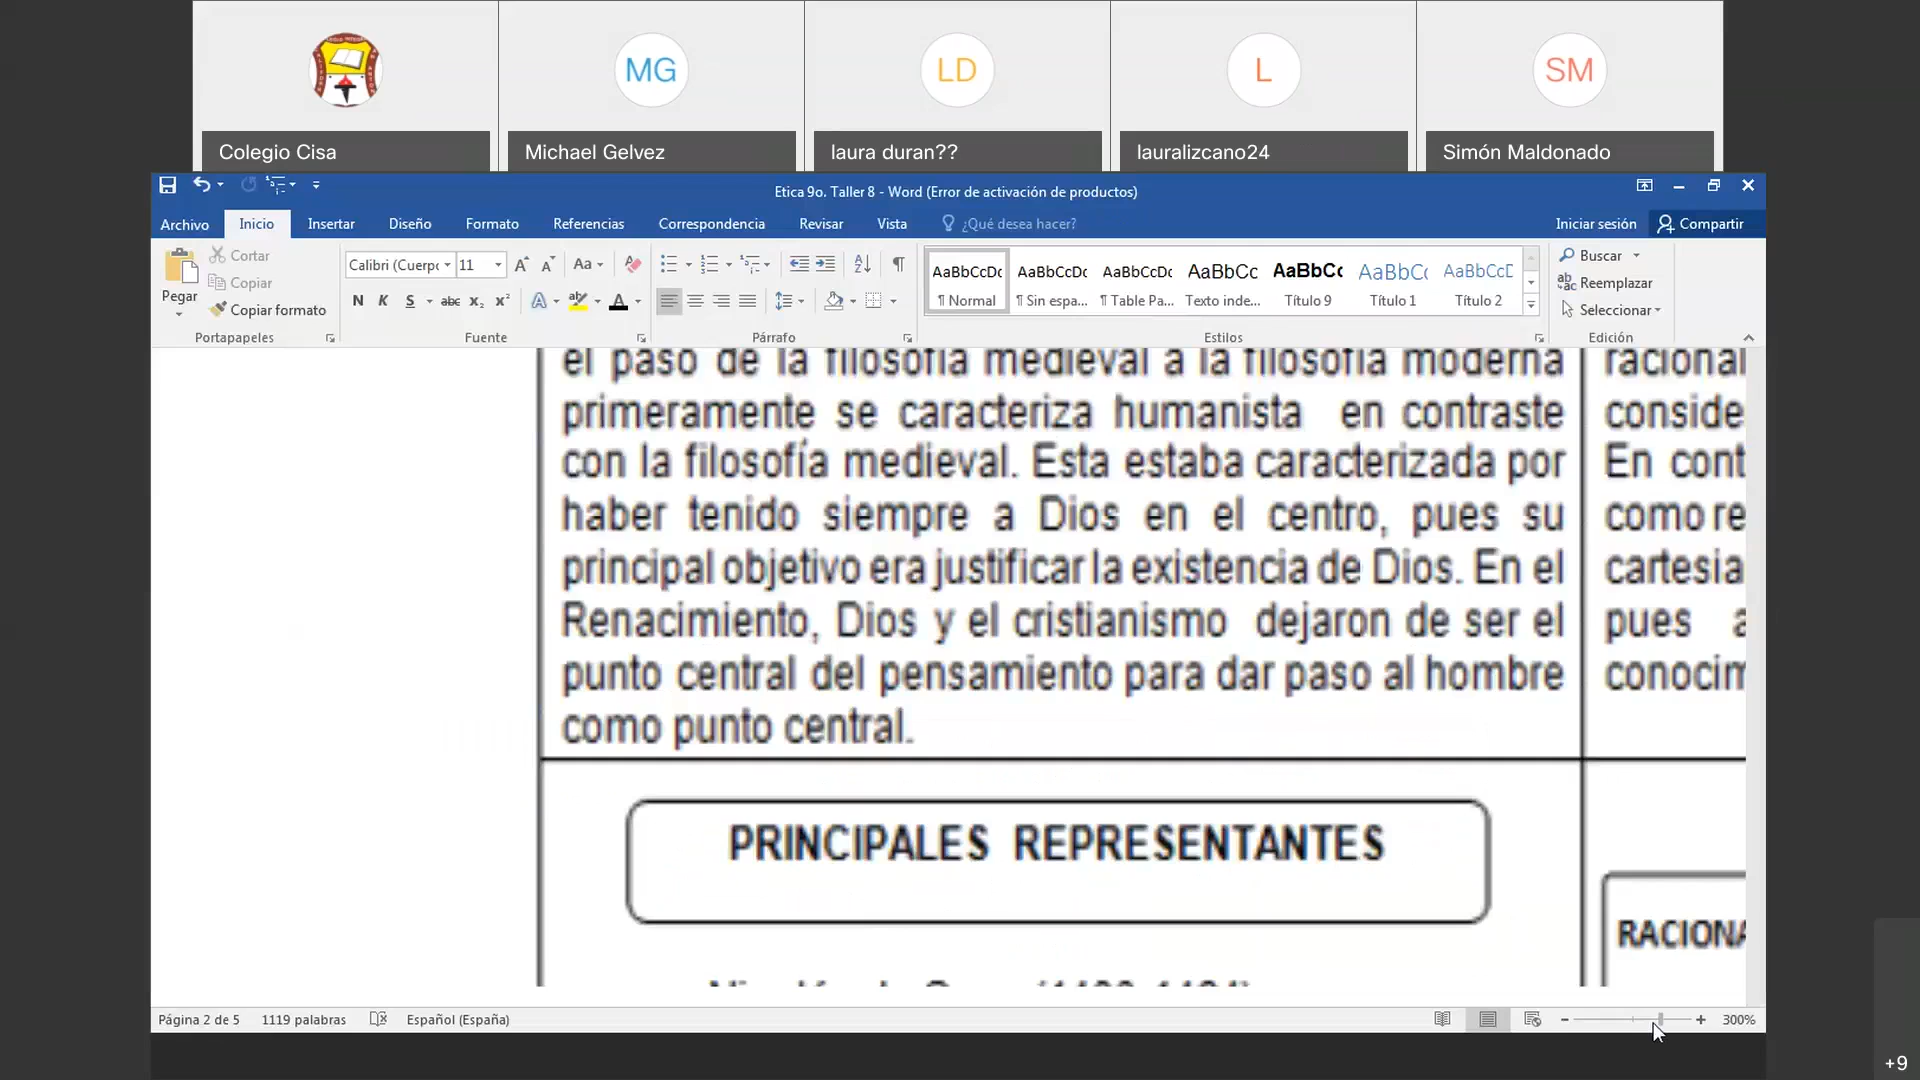 MG
LD
L
SM
Colegio Cisa
Michael Gelvez
laura duran??
lauralizcano24
Simón Maldonado
Etica 9o. Taller 8 - Word (Error de activación de productos)
Archivo
Inicio
Insertar
Diseño
Formato
Referencias
Correspondencia
Revisar
Vista
¿Qué desea hacer?
Iniciar sesión
Compartir
Pegar
Cortar
Copiar
Copiar formato
Portapapeles
Calibri (Cuerpo
11
Aa
N K S abc x₂ x²
Fuente
Párrafo
AaBbCcDc
¶ Normal
AaBbCcDc
¶ Sin espa...
AaBbCcDc
¶ Table Pa...
AaBbCc
Texto inde...
AaBbCc
Título 9
AaBbC
Título 1
AaBbCcD
Título 2
Estilos
Buscar
Reemplazar
Seleccionar
Edición
el paso de la filosofía medieval a la filosofía moderna
primeramente se caracteriza humanista en contraste
con la filosofía medieval. Esta estaba caracterizada por
haber tenido siempre a Dios en el centro, pues su
principal objetivo era justificar la existencia de Dios. En el
Renacimiento, Dios y el cristianismo dejaron de ser el
punto central del pensamiento para dar paso al hombre
como punto central.
racional
conside
En cont
como re
cartesia
pues a
conocim
PRINCIPALES REPRESENTANTES
RACIONA
Página 2 de 5
1119 palabras
Español (España)
300%
+9